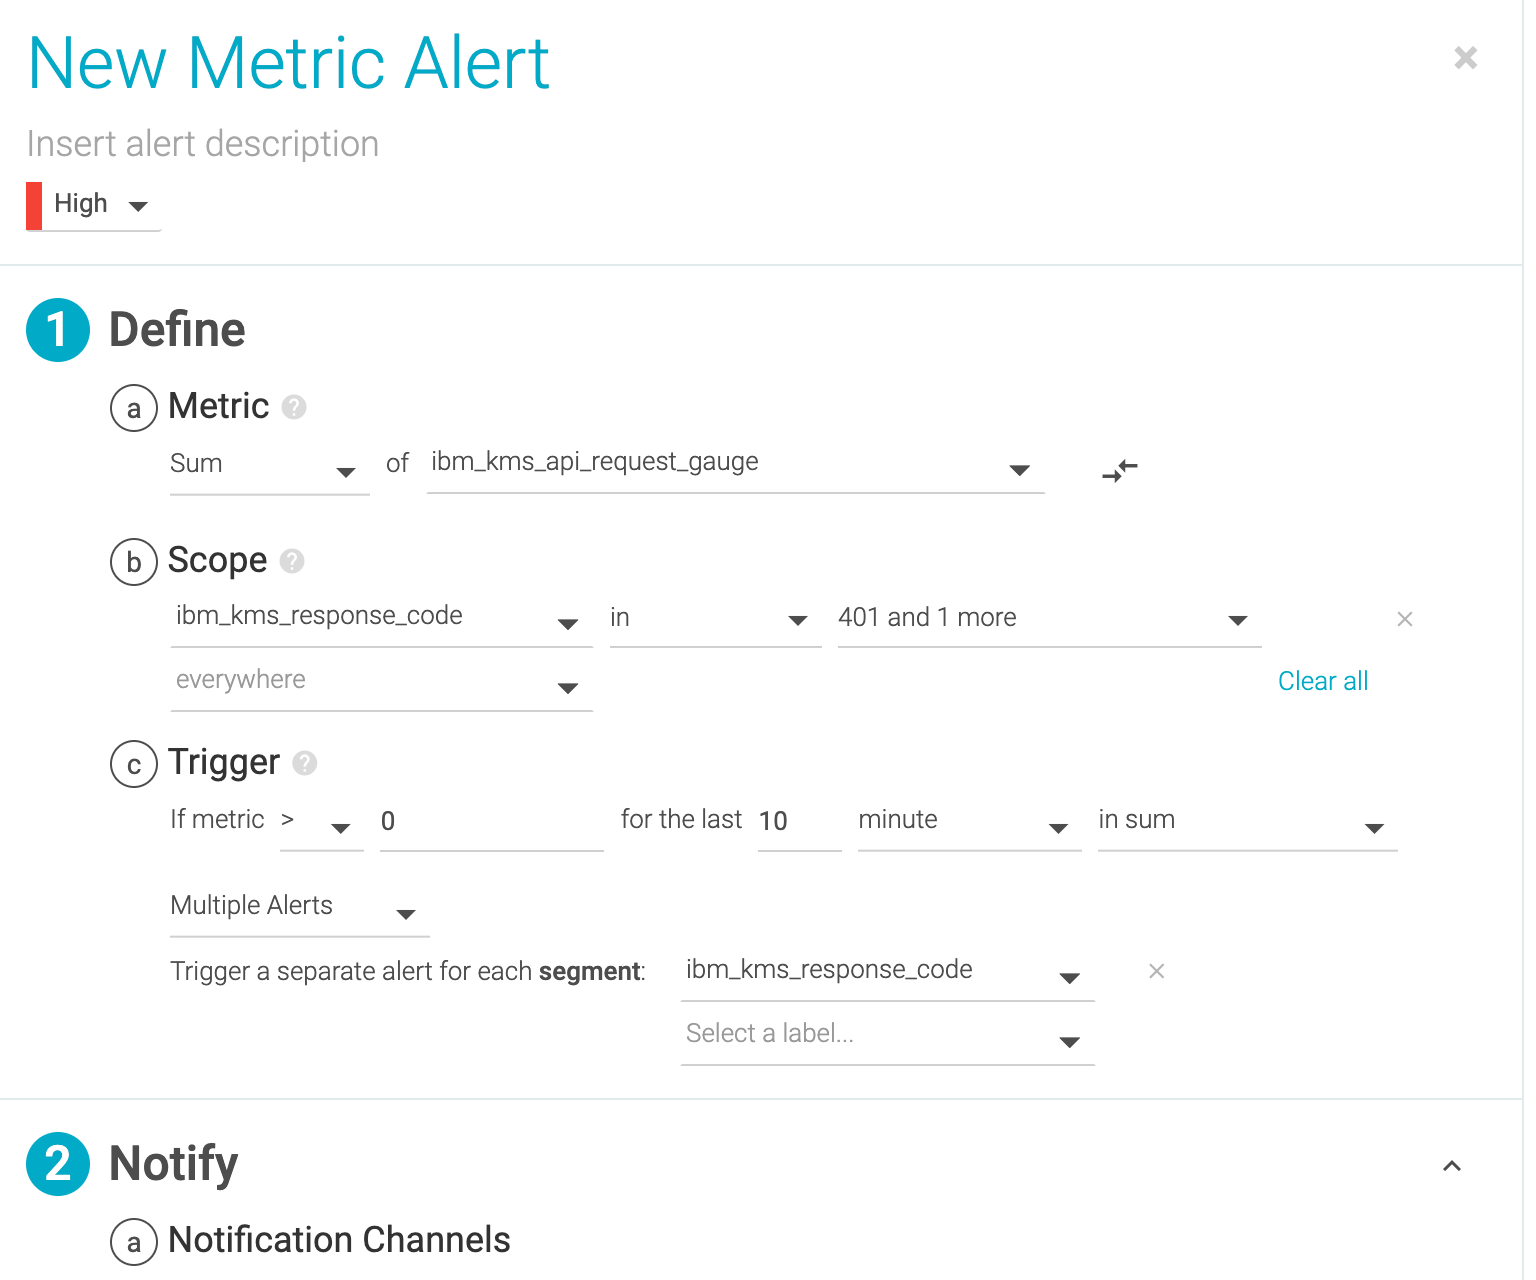 New Metric Alert
Insert alert description
High
1 Define
a Metric ?
Sum of ibm_kms_api_request_gauge
b Scope ?
ibm_kms_response_code in 401 and 1 more
everywhere Clear all
c Trigger ?
If metric > 0 for the last 10 minute in sum
Multiple Alerts
Trigger a separate alert for each segment: ibm_kms_response_code
Select a label...
2 Notify
a Notification Channels